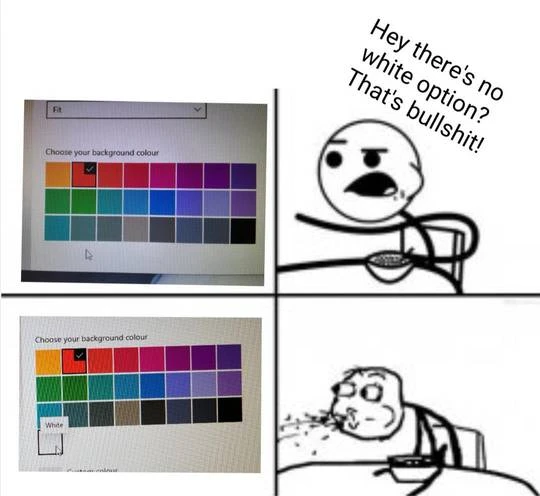 Hey there's no
white option?
That's bullshit!
Fit
Choose your background colour
Choose your background colour
White
Custom colour